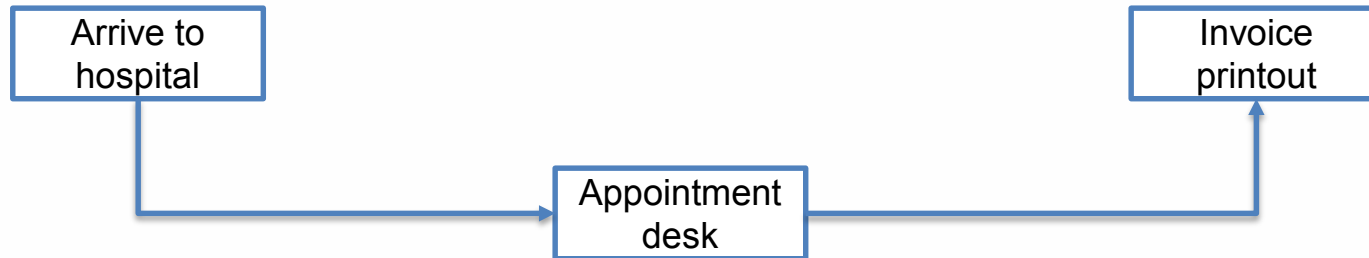 Arrive to
hospital
Invoice
printout
Appointment
desk